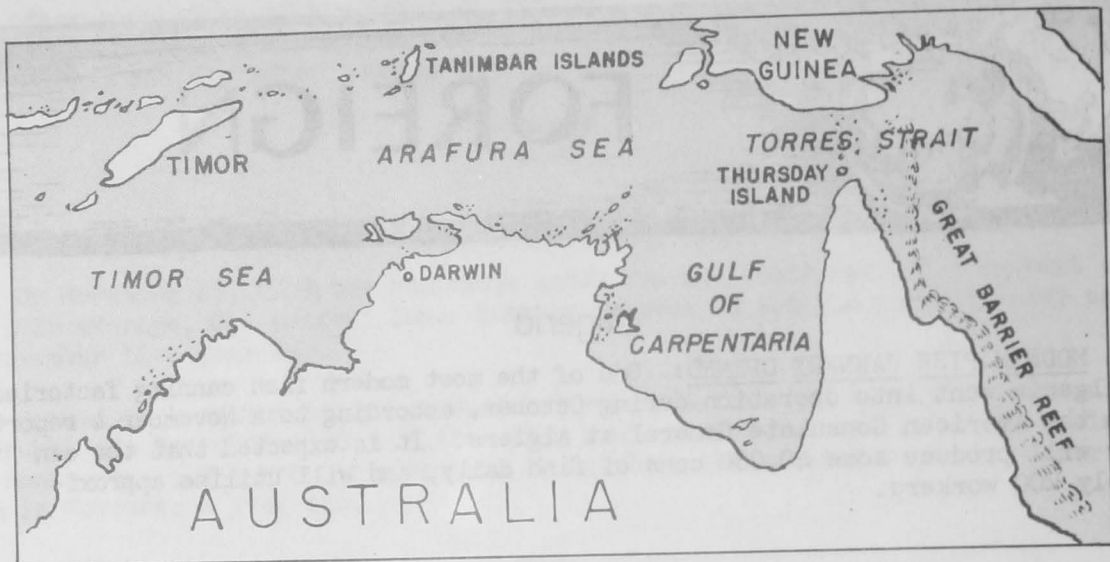 NEW
GUINEA
TANIMBAR ISLANDS
TIMOR
ARAFURA SEA
TORRES STRAIT
THURSDAY
ISLAND
TIMOR SEA
DARWIN
GULF
OF
CARPENTARIA
GREAT BARRIER REEF
AUSTRALIA